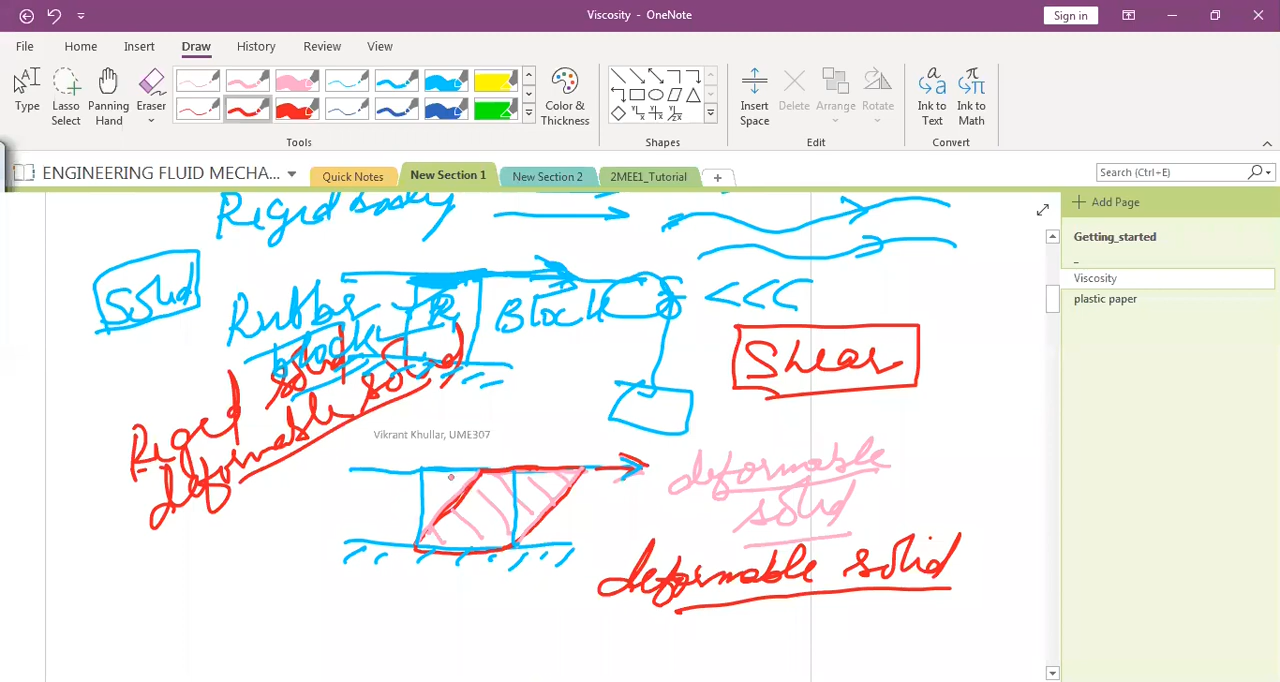 Viscosity - OneNote
Sign in
File Home Insert Draw History Review View
Type
Lasso Select
Panning Hand
Eraser
Color & Thickness
Insert Space
Delete Arrange Rotate
Ink to Text
Ink to Math
Tools Shapes Edit Convert
ENGINEERING FLUID MECHA... Quick Notes New Section 1 New Section 2 2MEE1_Tutorial
Search (Ctrl+E)
Add Page
Getting_started
Viscosity
plastic paper
Rigid body
Solid
Rubber
block
R Block
Shear
Rigid solid
deformable solid
Vikrant Khullar, UME307
deformable
solid
deformable solid